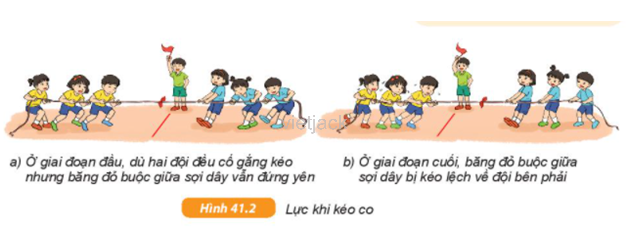 a) Ở giai đoạn đầu, dù hai đội đều cố gắng kéo
nhưng băng đỏ buộc giữa sợi dây vẫn đứng yên
b) Ở giai đoạn cuối, băng đỏ buộc giữa
sợi dây bị kéo lệch về đội bên phải
Hình 41.2 Lực khi kéo co
vietjack